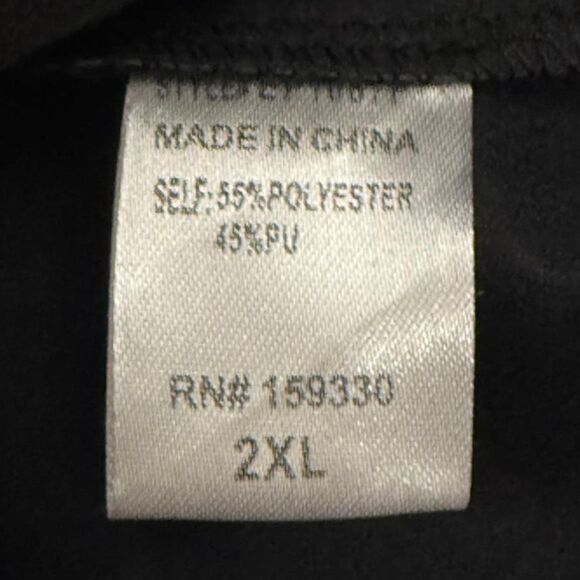 MADE IN CHINA
SELF: 55%POLYESTER
45%PU
RN# 159330
2XL